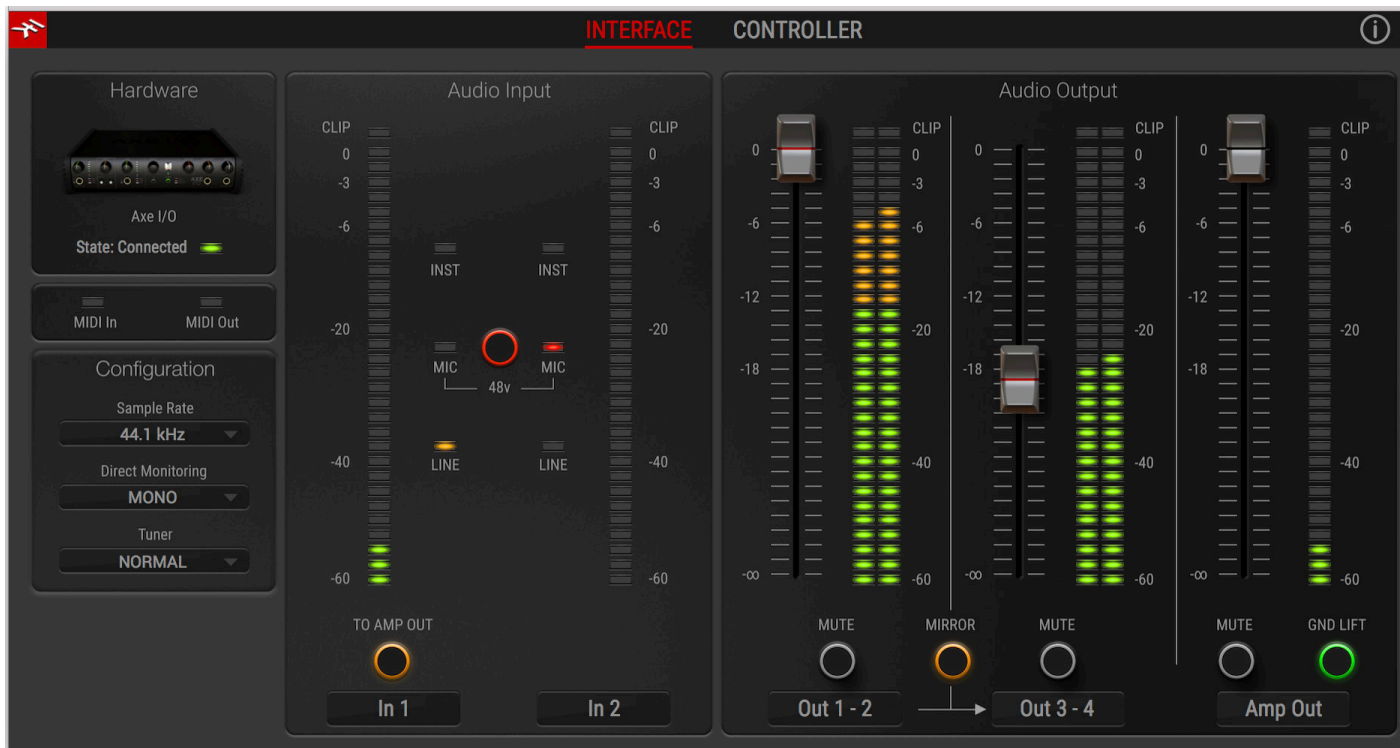 INTERFACE
CONTROLLER
i
Hardware
Axe I/O
State: Connected
MIDI In
MIDI Out
Configuration
Sample Rate
44.1 kHz
Direct Monitoring
MONO
Tuner
NORMAL
Audio Input
CLIP
0
-3
-6
-20
-40
-60
INST
INST
MIC
MIC
48v
LINE
LINE
CLIP
0
-3
-6
-20
-40
-60
TO AMP OUT
In 1
In 2
Audio Output
0
-6
-12
-18
-∞
CLIP
0
-3
-6
-20
-40
-60
0
-6
-12
-18
-∞
CLIP
0
-3
-6
-20
-40
-60
0
-6
-12
-18
-∞
CLIP
0
-3
-6
-20
-40
-60
MUTE
MIRROR
MUTE
MUTE
GND LIFT
Out 1 - 2
Out 3 - 4
Amp Out